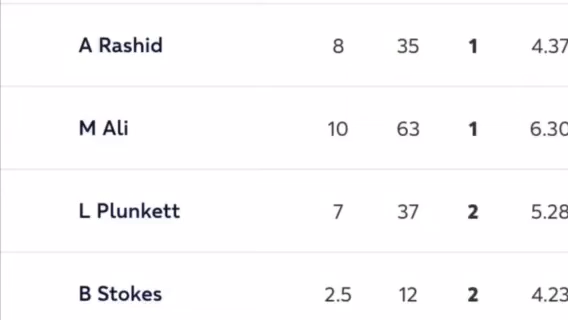 A Rashid 8 35 1 4.37
M Ali 10 63 1 6.30
L Plunkett 7 37 2 5.28
B Stokes 2.5 12 2 4.23